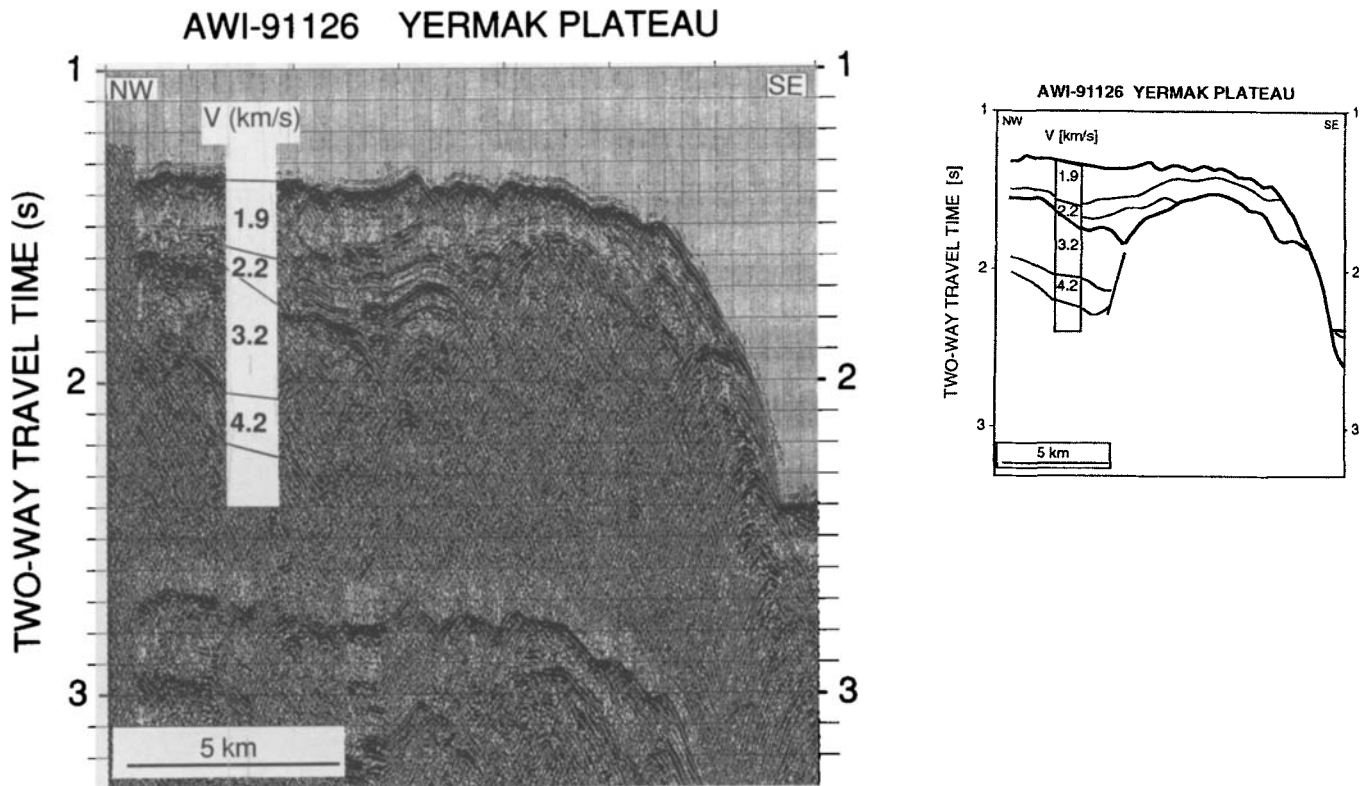 AWI-91126 YERMAK PLATEAU
1
1
NW
SE
V (km/s)
1.9
2.2
3.2
4.2
2
2
3
3
TWO-WAY TRAVEL TIME (s)
5 km
AWI-91126 YERMAK PLATEAU
1
1
NW
SE
V [km/s]
1.9
2.2
3.2
4.2
2
2
3
3
TWO-WAY TRAVEL TIME [s]
5 km